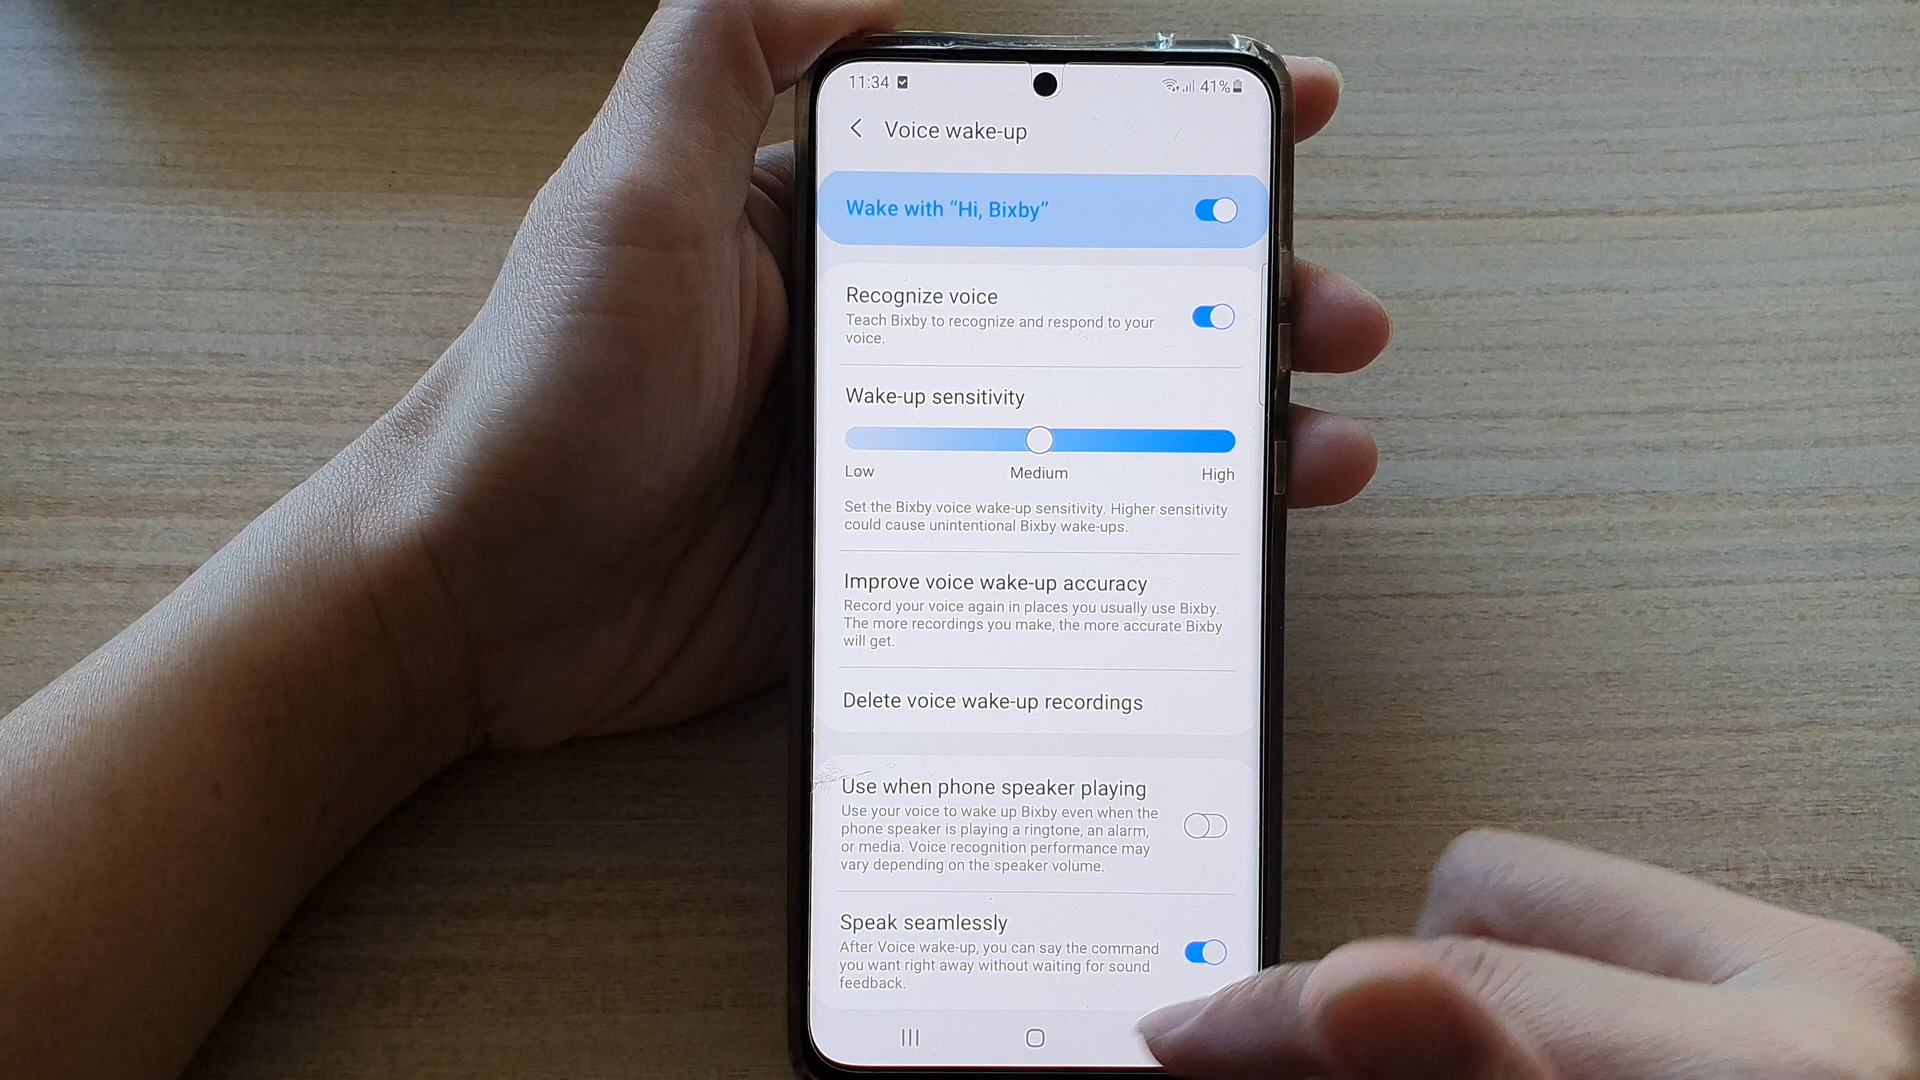 11:34
41%
Voice wake-up
Wake with “Hi, Bixby”
Recognize voice
Teach Bixby to recognize and respond to your
voice.
Wake-up sensitivity
Low Medium High
Set the Bixby voice wake-up sensitivity. Higher sensitivity
could cause unintentional Bixby wake-ups.
Improve voice wake-up accuracy
Record your voice again in places you usually use Bixby.
The more recordings you make, the more accurate Bixby
will get.
Delete voice wake-up recordings
Use when phone speaker playing
Use your voice to wake up Bixby even when the
phone speaker is playing a ringtone, an alarm,
or media. Voice recognition performance may
vary depending on the speaker volume.
Speak seamlessly
After Voice wake-up, you can say the command
you want right away without waiting for sound
feedback.